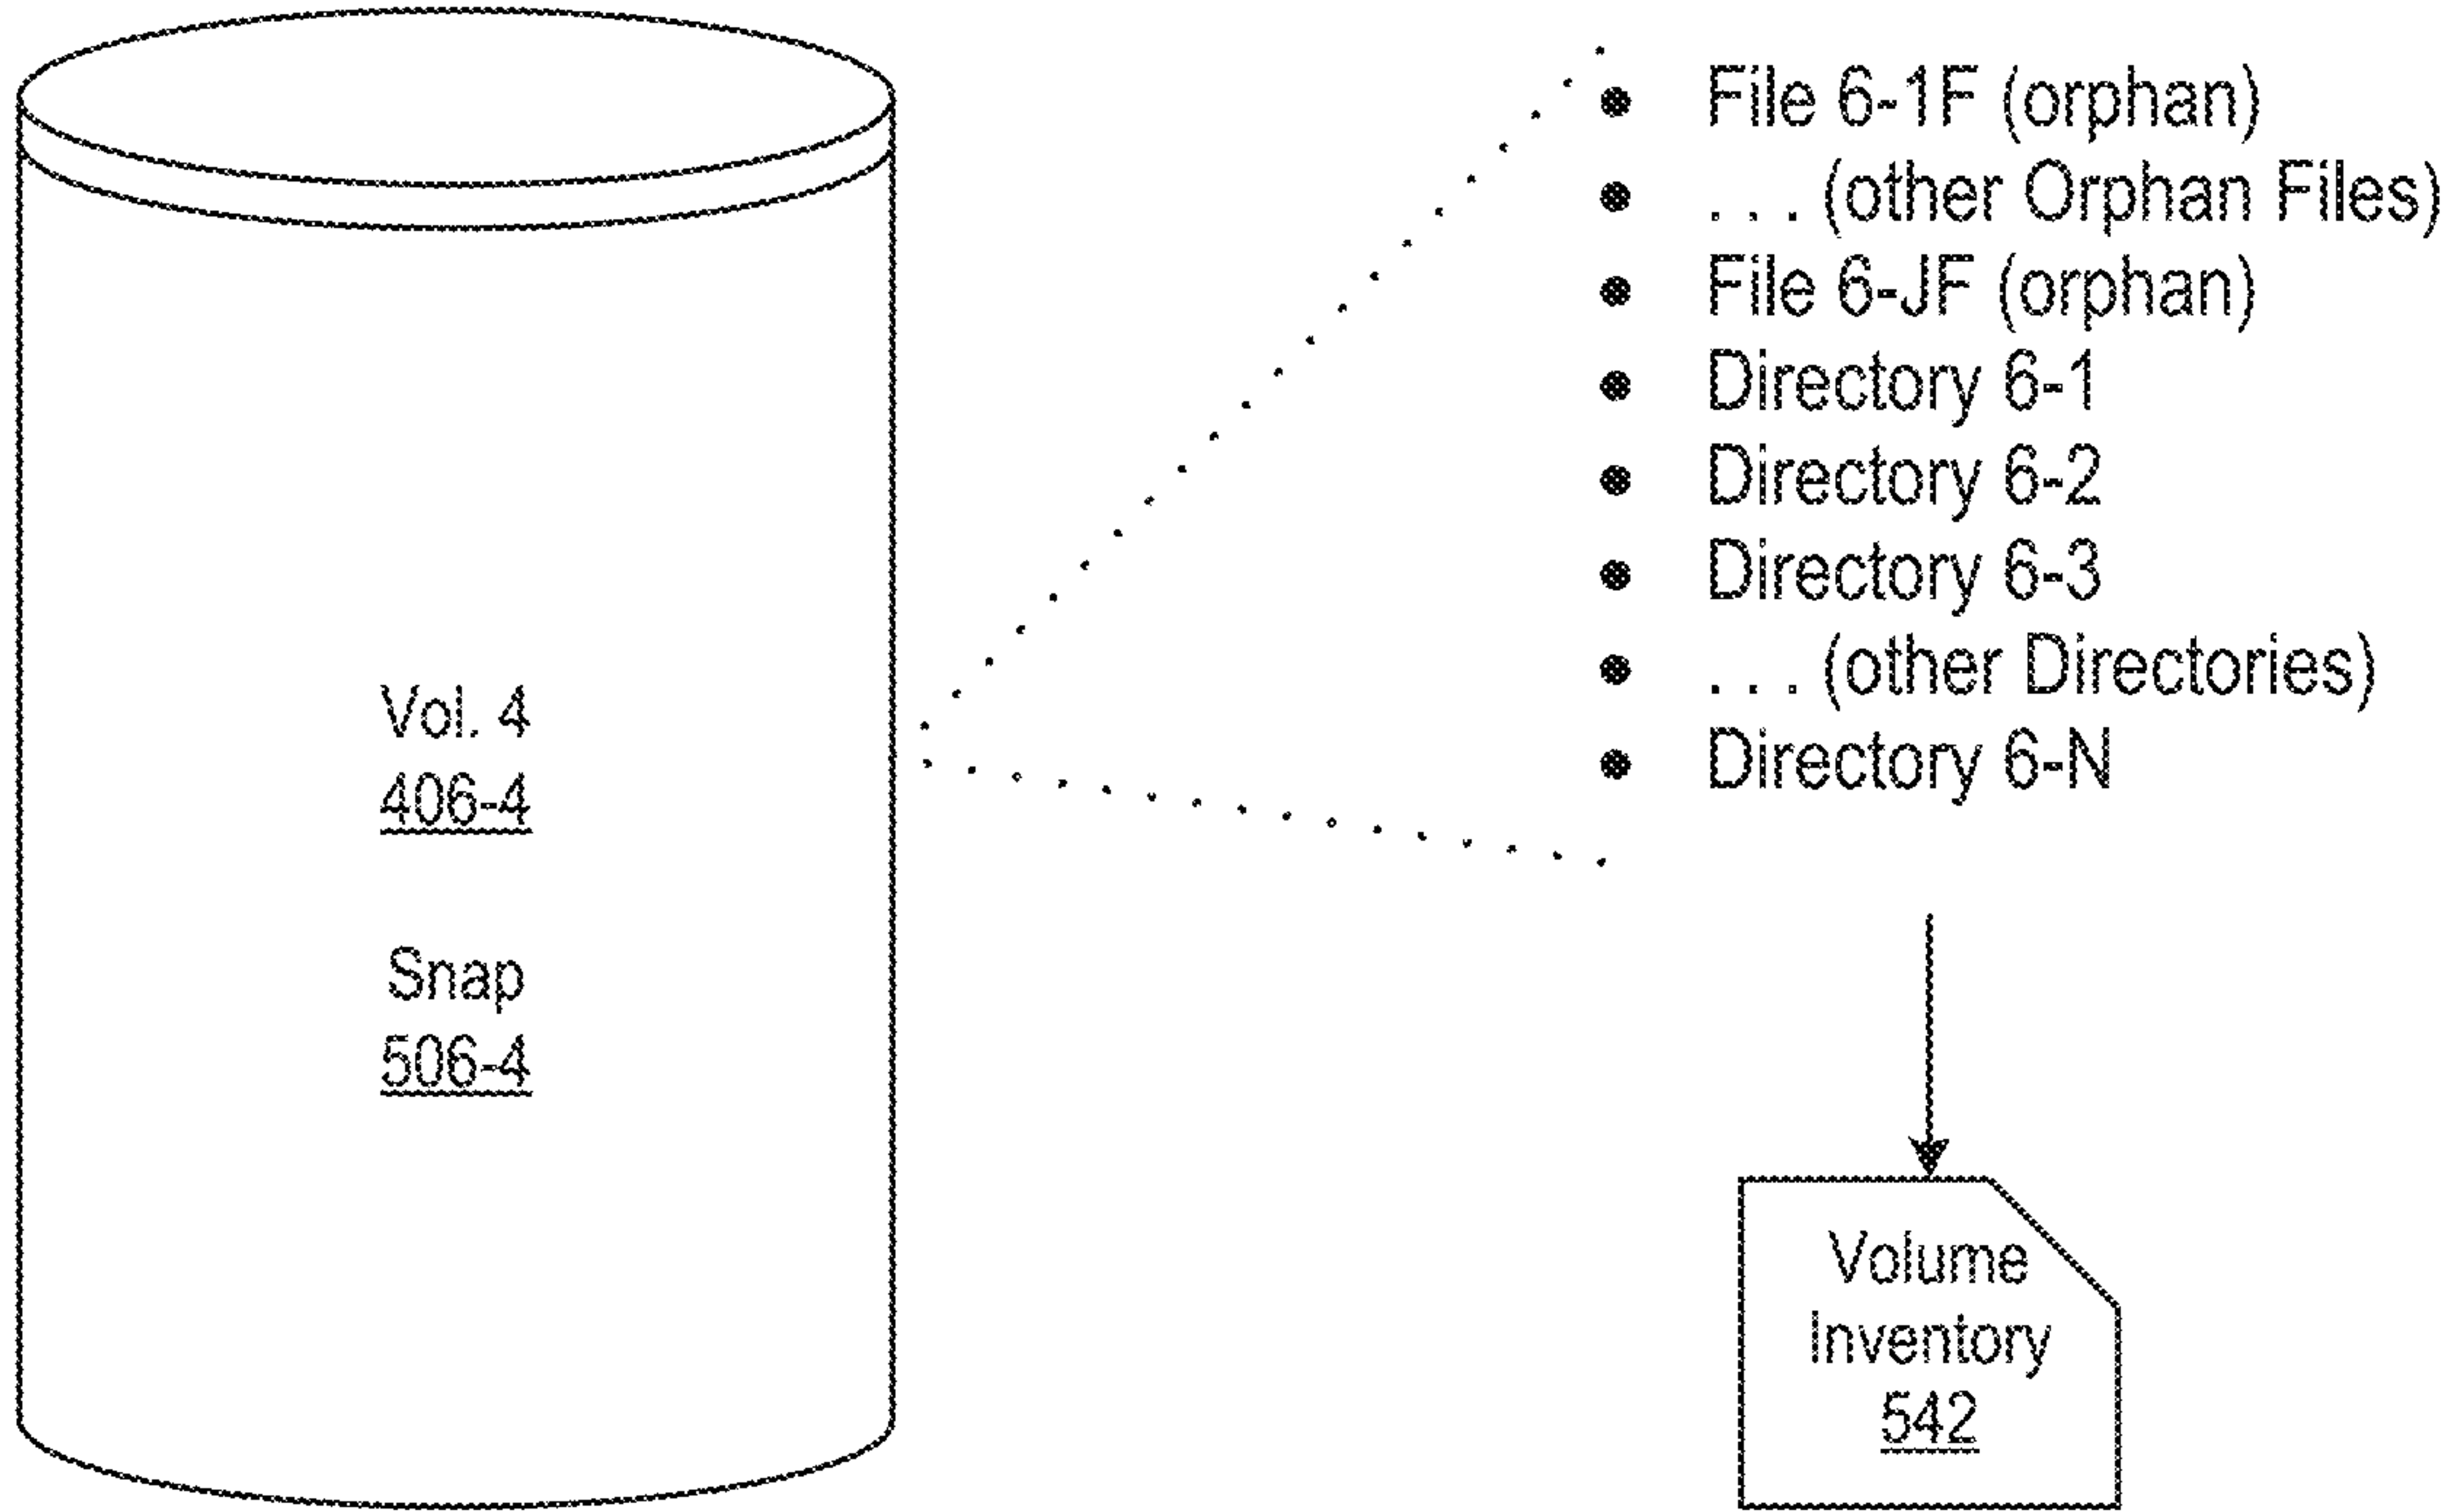 File 6-1F (orphan)
. . . (other Orphan Files)
File 6-JF (orphan)
Directory 6-1
Directory 6-2
Directory 6-3
. . . (other Directories)
Directory 6-N
Vol. 4
406-4
Snap
506-4
Volume
Inventory
542